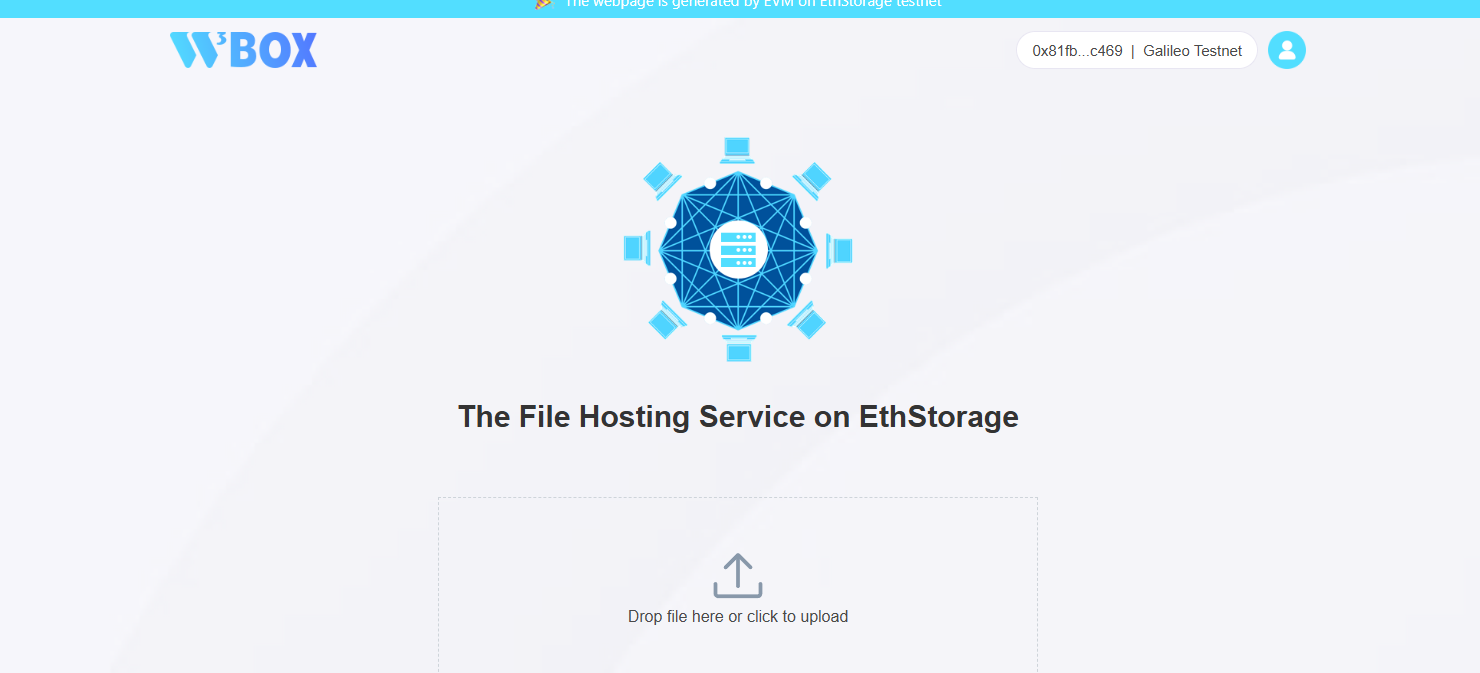 The webpage is generated by EVM on EthStorage testnet
W3BOX
0x81fb...c469 | Galileo Testnet
The File Hosting Service on EthStorage
Drop file here or click to upload